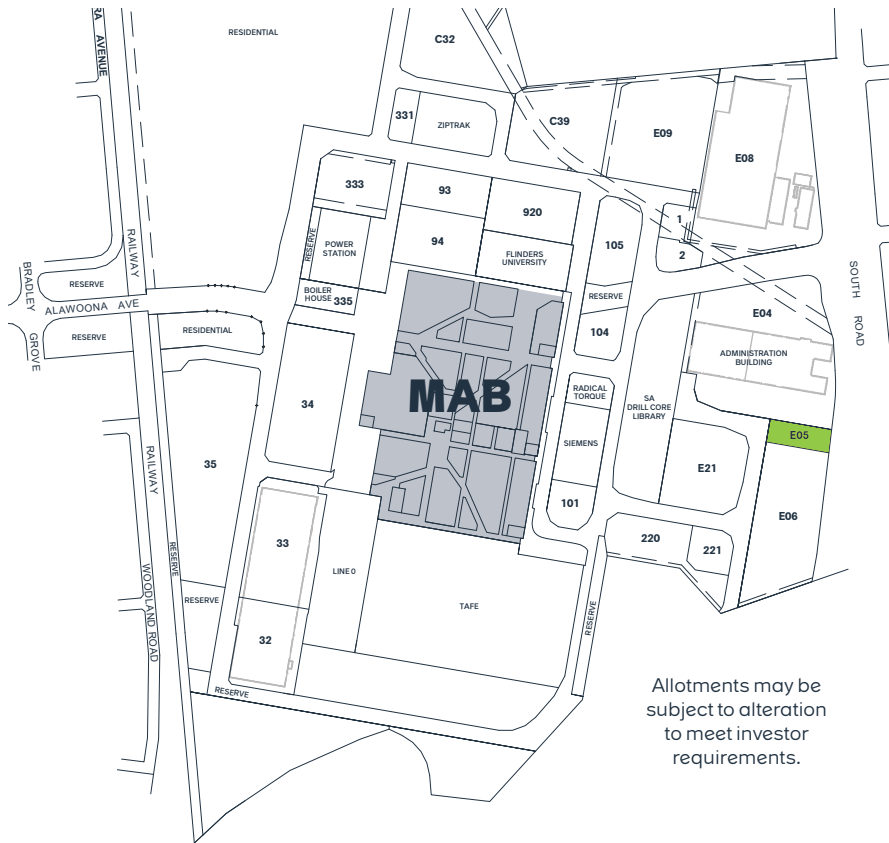 RA AVENUE
RESIDENTIAL
C32
331
ZIPTRAK
C39
E09
E08
333
93
920
94
FLINDERS
UNIVERSITY
105
1
2
RESERVE
POWER
STATION
BOILER
HOUSE
335
RESERVE
104
RAILWAY
RESERVE
ALAWOONA AVE
BRADLEY GROVE
RESERVE
RESIDENTIAL
SOUTH ROAD
E04
ADMINISTRATION
BUILDING
MAB
RADICAL
TORQUE
SA
DRILL CORE
LIBRARY
34
E05
SIEMENS
E21
35
RAILWAY
101
E06
220
221
33
LINE 0
TAFE
RESERVE
WOODLAND ROAD
RESERVE
32
RESERVE
RESERVE
Allotments may be
subject to alteration
to meet investor
requirements.